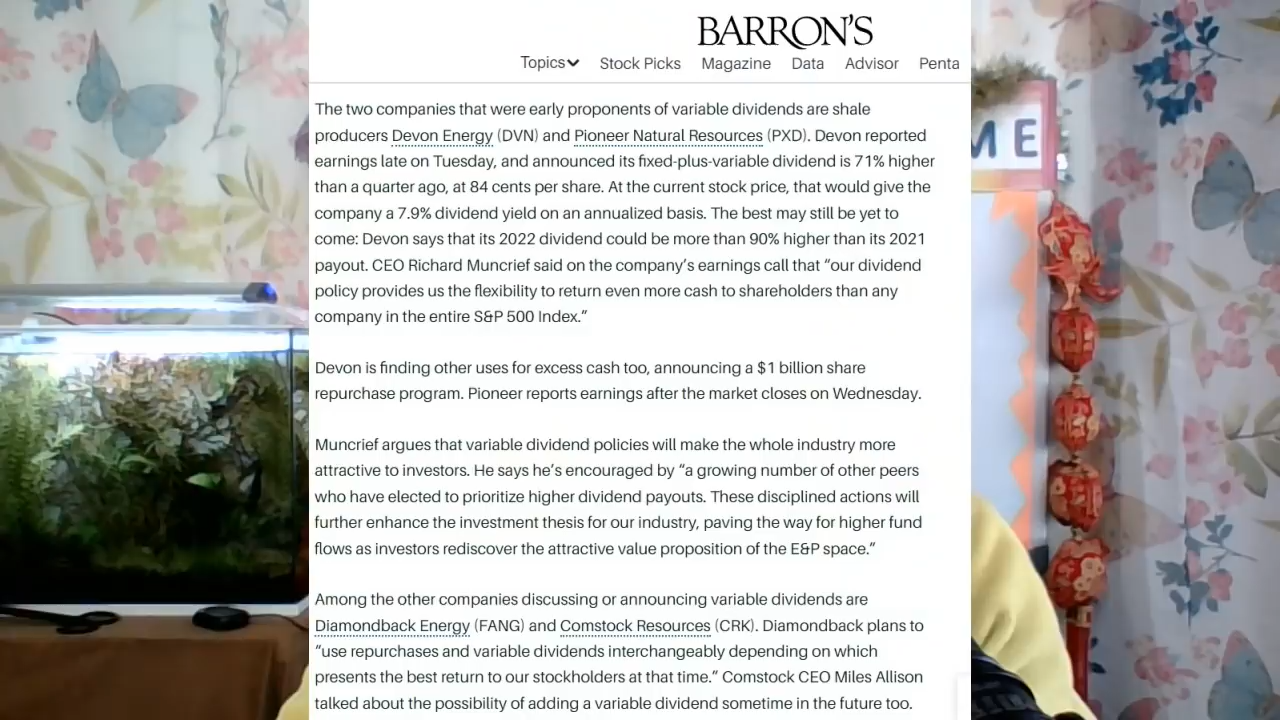 BARRON'S
Topics Stock Picks Magazine Data Advisor Penta
The two companies that were early proponents of variable dividends are shale
producers Devon Energy (DVN) and Pioneer Natural Resources (PXD). Devon reported
earnings late on Tuesday, and announced its fixed-plus-variable dividend is 71% higher
than a quarter ago, at 84 cents per share. At the current stock price, that would give the
company a 7.9% dividend yield on an annualized basis. The best may still be yet to
come: Devon says that its 2022 dividend could be more than 90% higher than its 2021
payout. CEO Richard Muncrief said on the company’s earnings call that “our dividend
policy provides us the flexibility to return even more cash to shareholders than any
company in the entire S&P 500 Index.”
Devon is finding other uses for excess cash too, announcing a $1 billion share
repurchase program. Pioneer reports earnings after the market closes on Wednesday.
Muncrief argues that variable dividend policies will make the whole industry more
attractive to investors. He says he’s encouraged by “a growing number of other peers
who have elected to prioritize higher dividend payouts. These disciplined actions will
further enhance the investment thesis for our industry, paving the way for higher fund
flows as investors rediscover the attractive value proposition of the E&P space.”
Among the other companies discussing or announcing variable dividends are
Diamondback Energy (FANG) and Comstock Resources (CRK). Diamondback plans to
“use repurchases and variable dividends interchangeably depending on which
presents the best return to our stockholders at that time.” Comstock CEO Miles Allison
talked about the possibility of adding a variable dividend sometime in the future too.
ME